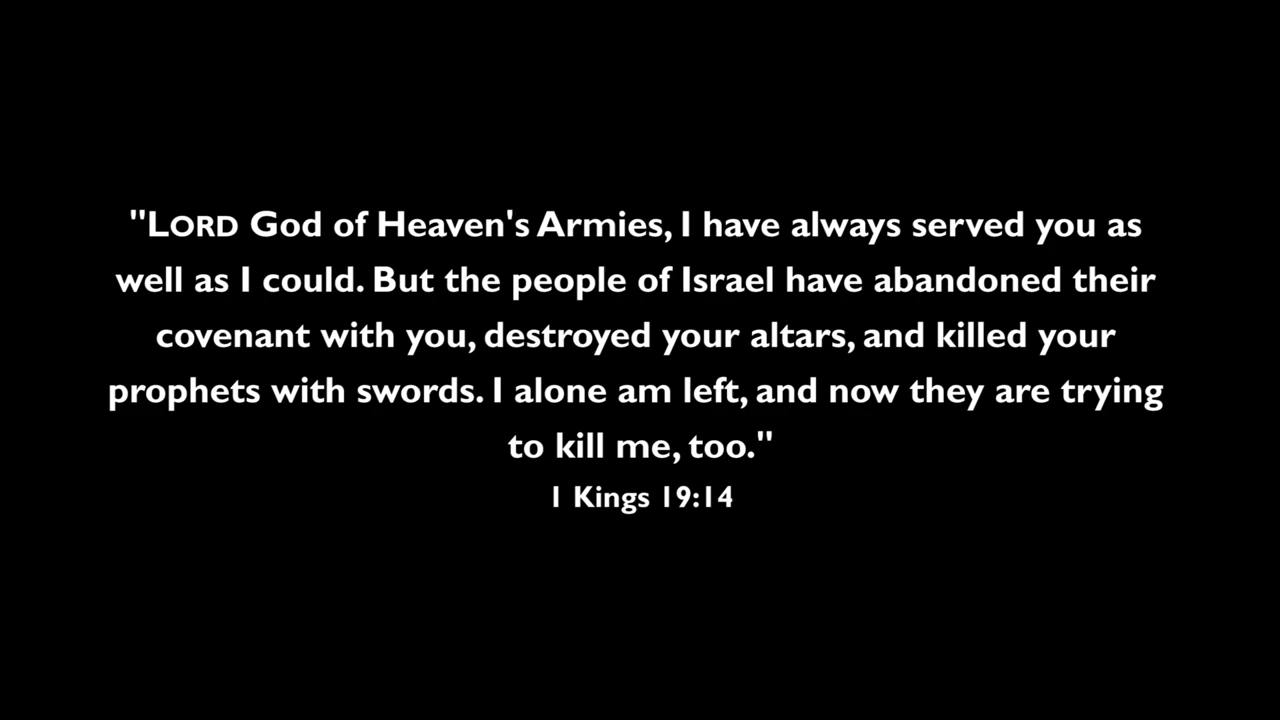 "LORD God of Heaven's Armies, I have always served you as
well as I could. But the people of Israel have abandoned their
covenant with you, destroyed your altars, and killed your
prophets with swords. I alone am left, and now they are trying
to kill me, too."
1 Kings 19:14